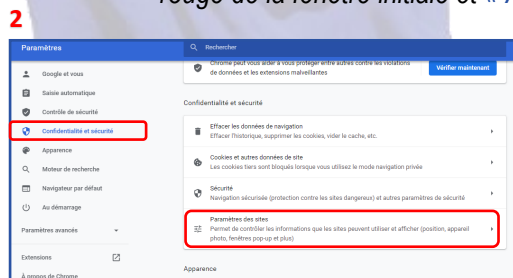 rouge de la fenêtre initiale et «
2
Paramètres
Rechercher
Google et vous
Saisie automatique
Contrôle de sécurité
Confidentialité et sécurité
Apparence
Moteur de recherche
Navigateur par défaut
Au démarrage
Paramètres avancés
Extensions
À propos de Chrome
Chrome peut vous aider à vous protéger entre autres contre les violations
de données et les extensions malveillantes
Vérifier maintenant
Confidentialité et sécurité
Effacer les données de navigation
Effacer l'historique, supprimer les cookies, vider le cache, etc.
Cookies et autres données de site
Les cookies tiers sont bloqués lorsque vous utilisez le mode navigation privée
Sécurité
Navigation sécurisée (protection contre les sites dangereux) et autres paramètres de sécurité
Paramètres des sites
Permet de contrôler les informations que les sites peuvent utiliser et afficher (position, appareil
photo, fenêtres pop-up et plus)
Apparence